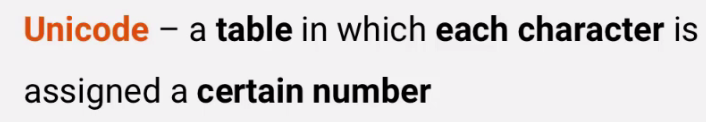 Unicode – a table in which each character is
assigned a certain number